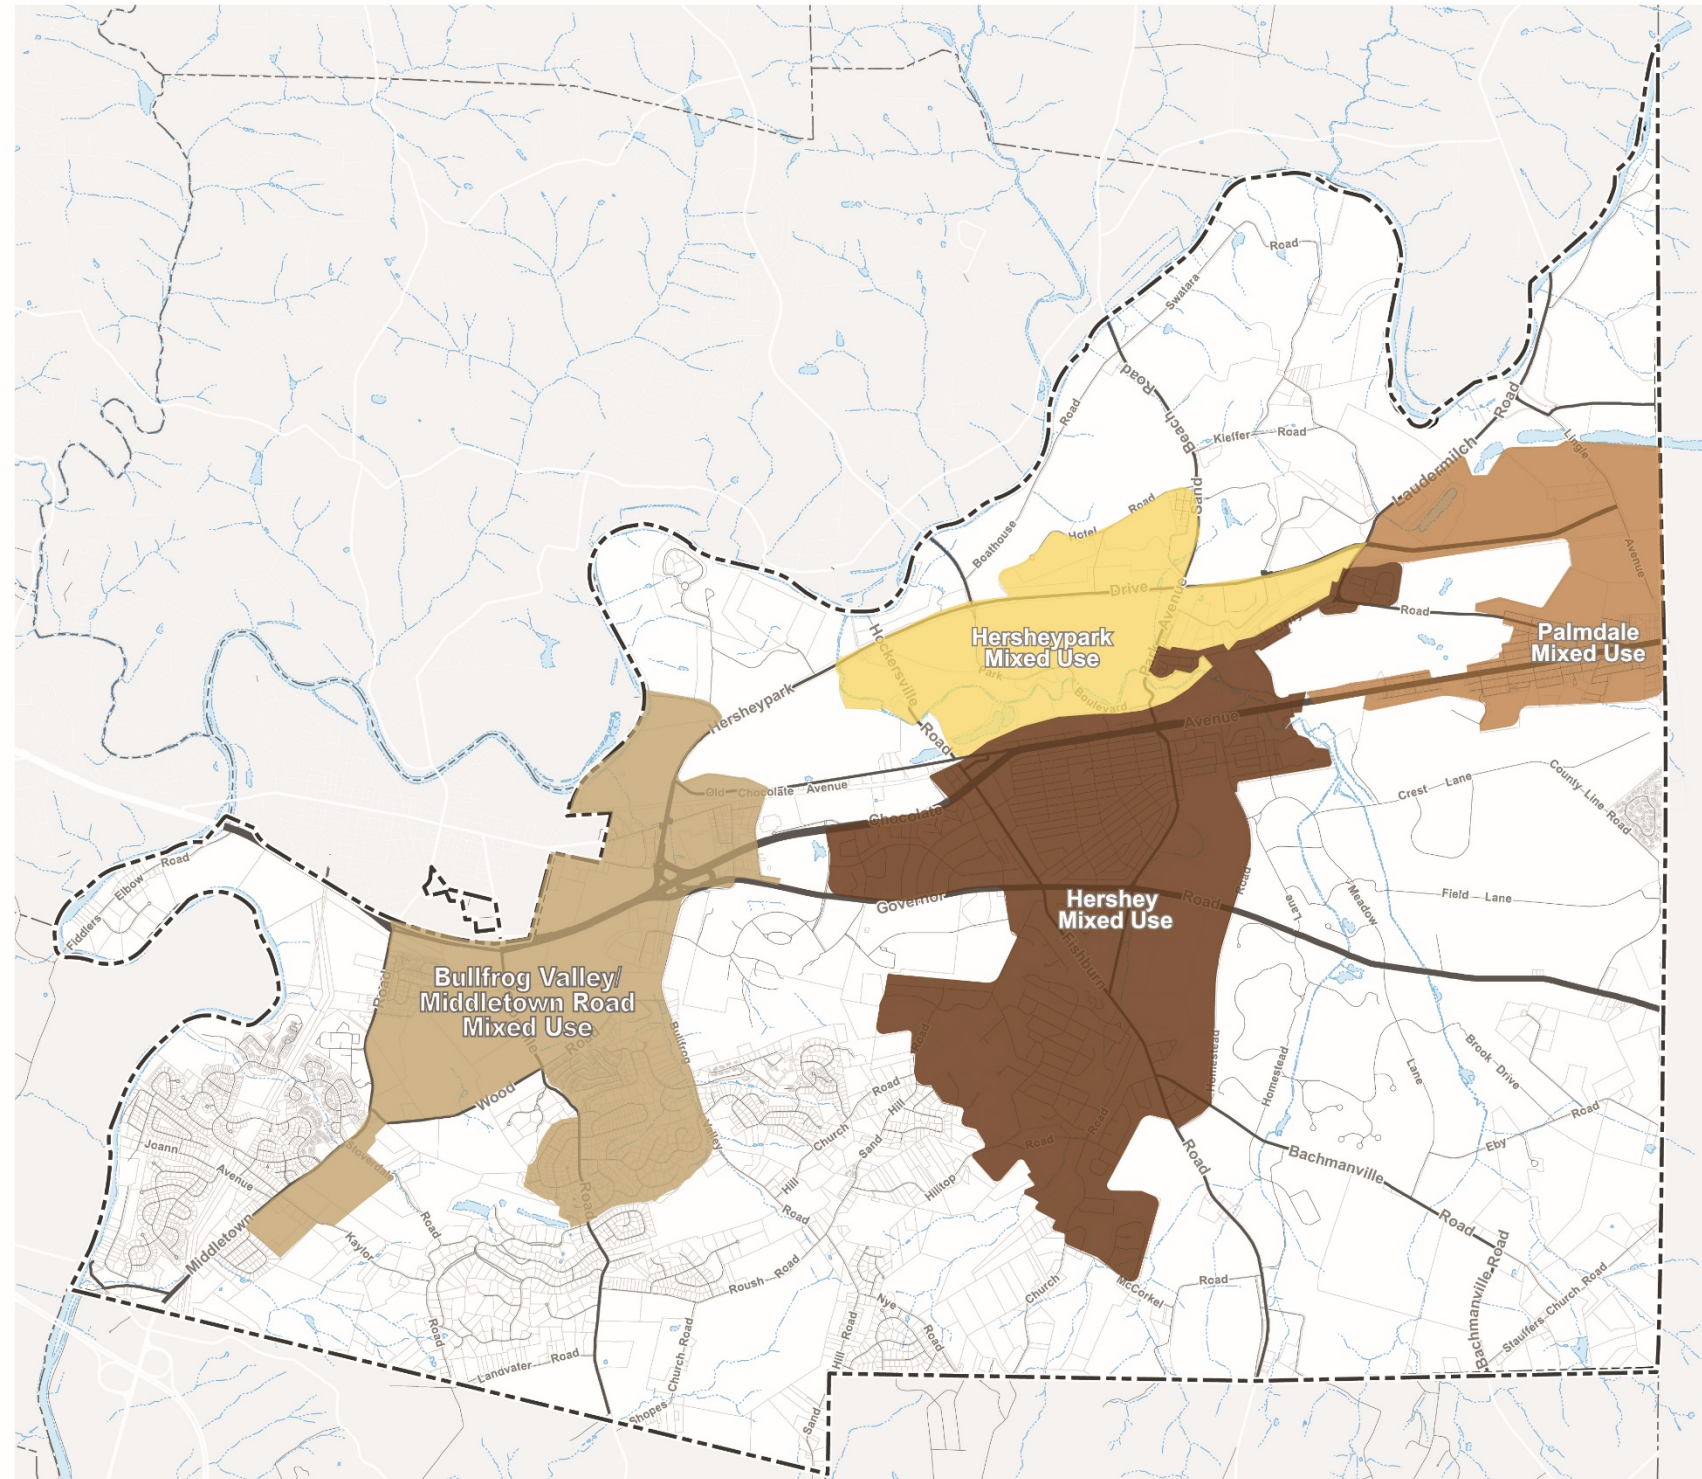 Road
Swatara
Road
Beach
Road
Kieffer Road
Laudermilch
Road
Lingle
Avenue
Sand
Road
Hotel
Boathouse
Drive
Park Avenue
Road
Hockersville
Road
Hersheypark
Mixed Use
Park
Boulevard
Palmdale
Mixed Use
Hersheypark
Avenue
Old Chocolate Avenue
Chocolate
Crest Lane
County Line
Road
Elbow
Road
Fiddlers
Governor
Hershey
Mixed Use
Road
Road
Lane
Meadow
Field Lane
Fishburn
Bullfrog Valley/
Middletown Road
Mixed Use
Road
Road
Bullfrog
Valley
Wood
Road
Homestead
Homestead
Lane
Brook Drive
Road
Eby
Joann
Avenue
Stoverdale
Road
Road
Church
Hill
Road
Sand
Hill
Hilltop
Road
Road
Road
Bachmanville
Road
Middletown
Kaylor
Road
Roush Road
Nye
Road
Church
McCorkel
Road
Bachmanville Road
Stauffers Church Road
Road
Landvater Road
Shopes Church Road
Sand
Hill Road